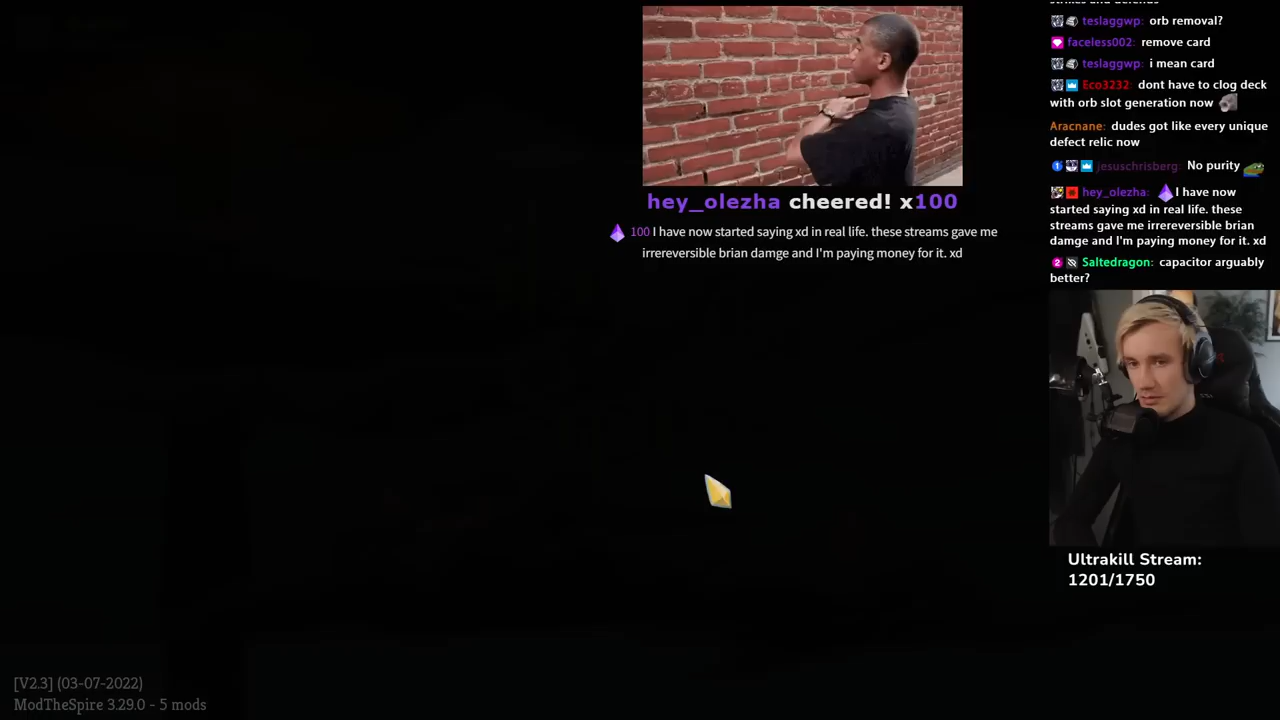 strikes and defends
teslaggwp: orb removal?
faceless002: remove card
teslaggwp: i mean card
Eco3232: dont have to clog deck
with orb slot generation now
Aracnane: dudes got like every unique
defect relic now
jesuschrisberg: No purity
hey_olezha: I have now
started saying xd in real life. these
streams gave me irreversible brian
damge and I'm paying money for it. xd
Saltedragon: capacitor arguably
better?
hey_olezha cheered! x100
100 I have now started saying xd in real life. these streams gave me
irreversible brian damge and I'm paying money for it. xd
Ultrakill Stream:
1201/1750
[V2.3] (03-07-2022)
ModTheSpire 3.29.0 - 5 mods